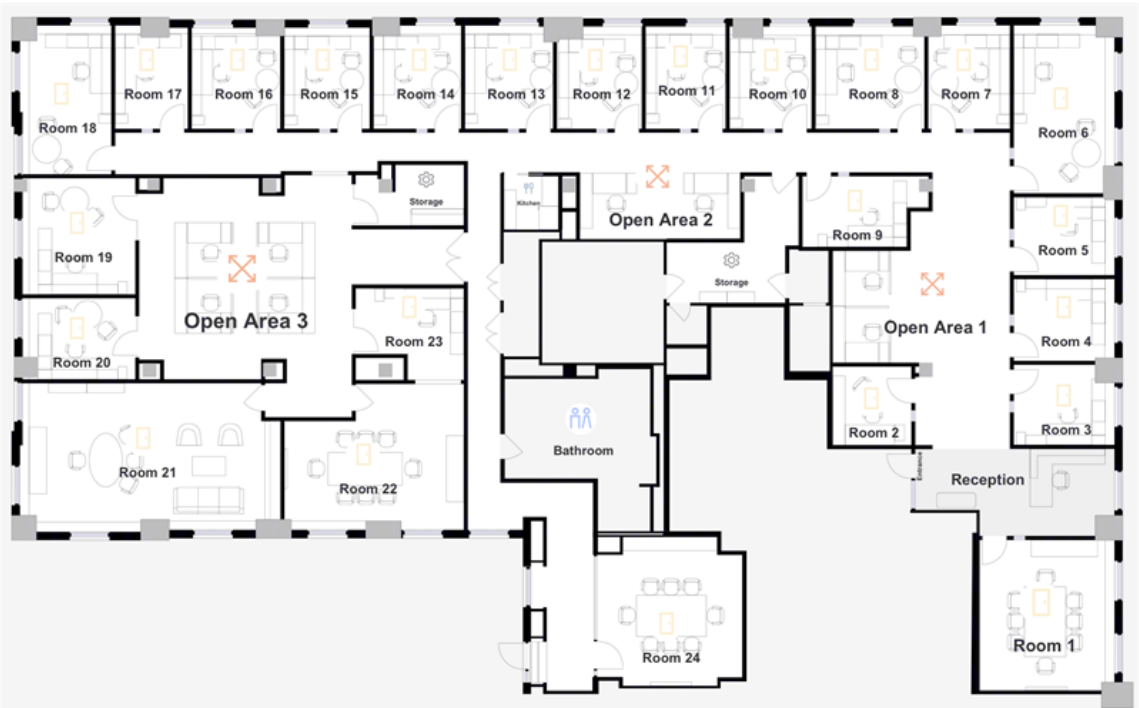 Room 18
Room 17
Room 16
Room 15
Room 14
Room 13
Room 12
Room 11
Room 10
Room 8
Room 7
Room 6
Storage
Kitchen
Open Area 2
Room 9
Room 19
Room 5
Storage
Open Area 3
Open Area 1
Room 23
Room 4
Room 20
Room 2
Room 3
Room 21
Room 22
Bathroom
Entrance
Reception
Room 24
Room 1